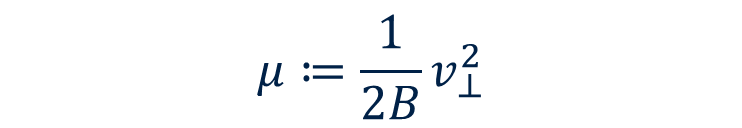 μ ≔ 1/(2B) v⊥²